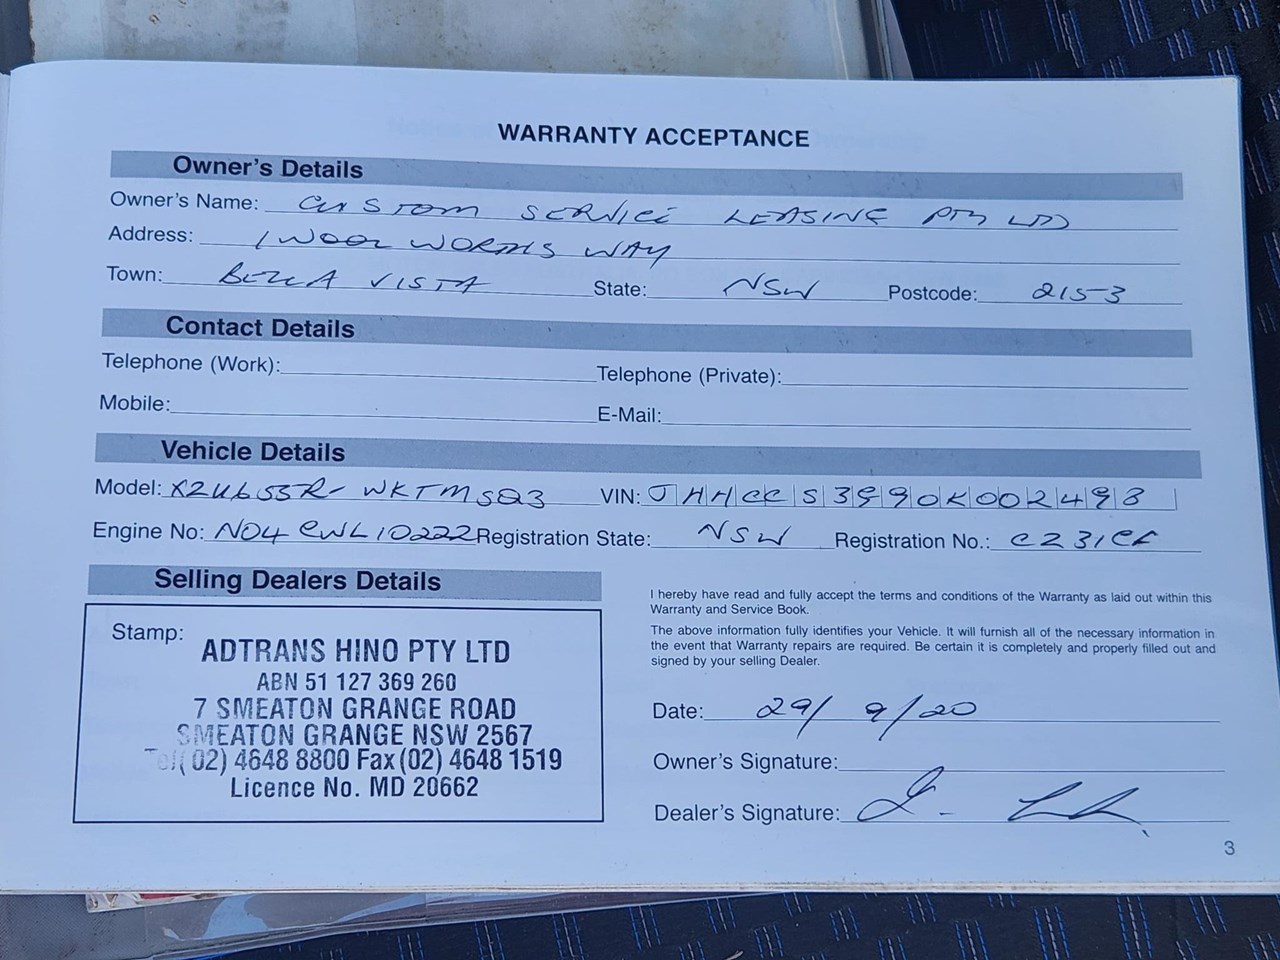 WARRANTY ACCEPTANCE
Owner's Details
Owner's Name: CUSTOM SERVICE LEASING PTY LTD
Address: 1 WOOLWORTHS WAY
Town: BELLA VISTA State: NSW Postcode: 2153
Contact Details
Telephone (Work): Telephone (Private):
Mobile: E-Mail:
Vehicle Details
Model: XZU655R-WKTMSQ3 VIN:
Engine No: N04CWL10222 Registration State: NSW Registration No.:
Selling Dealers Details
Stamp:
ADTRANS HINO PTY LTD
ABN 51 127 369 260
7 SMEATON GRANGE ROAD
SMEATON GRANGE NSW 2567
Tel (02) 4648 8800 Fax (02) 4648 1519
Licence No. MD 20662
I hereby have read and fully accept the terms and conditions of the Warranty as laid out within this
Warranty and Service Book.
The above information fully identifies your Vehicle. It will furnish all of the necessary information in
the event that Warranty repairs are required. Be certain it is completely and properly filled out and
signed by your selling Dealer.
Date: 29/9/20
Owner's Signature:
Dealer's Signature:
3